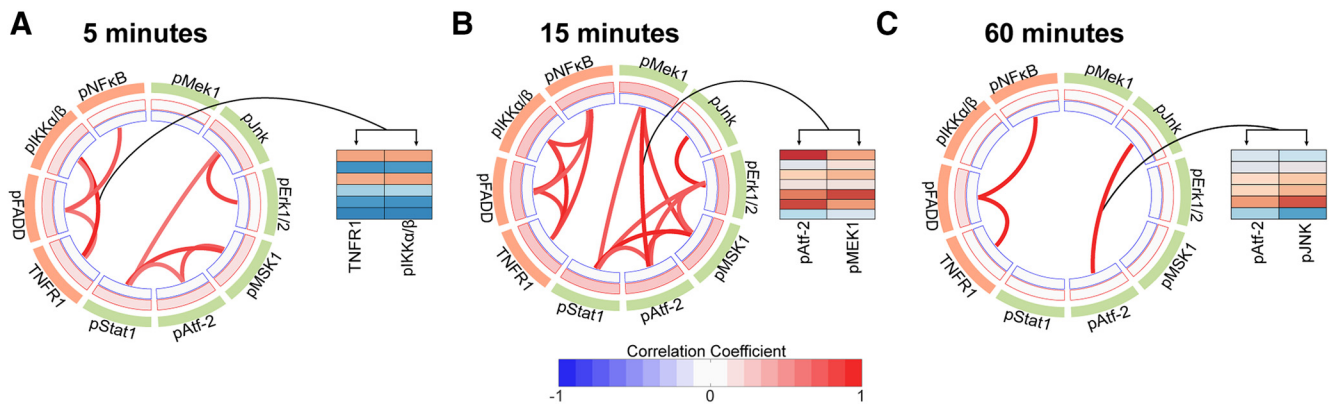 A
5 minutes
pNFκB
pMek1
pIKKα/β
pJnk
pFADD
pErk1/2
TNFR1
pMSK1
pStat1
pAtf-2
TNFR1
pIKKα/β
B
15 minutes
pNFκB
pMek1
pIKKα/β
pJnk
pFADD
pErk1/2
TNFR1
pMSK1
pStat1
pAtf-2
pAtf-2
pMEK1
C
60 minutes
pNFκB
pMek1
pIKKα/β
pJnk
pFADD
pErk1/2
TNFR1
pMSK1
pStat1
pAtf-2
pAtf-2
pJNK
Correlation Coefficient
-1 0 1